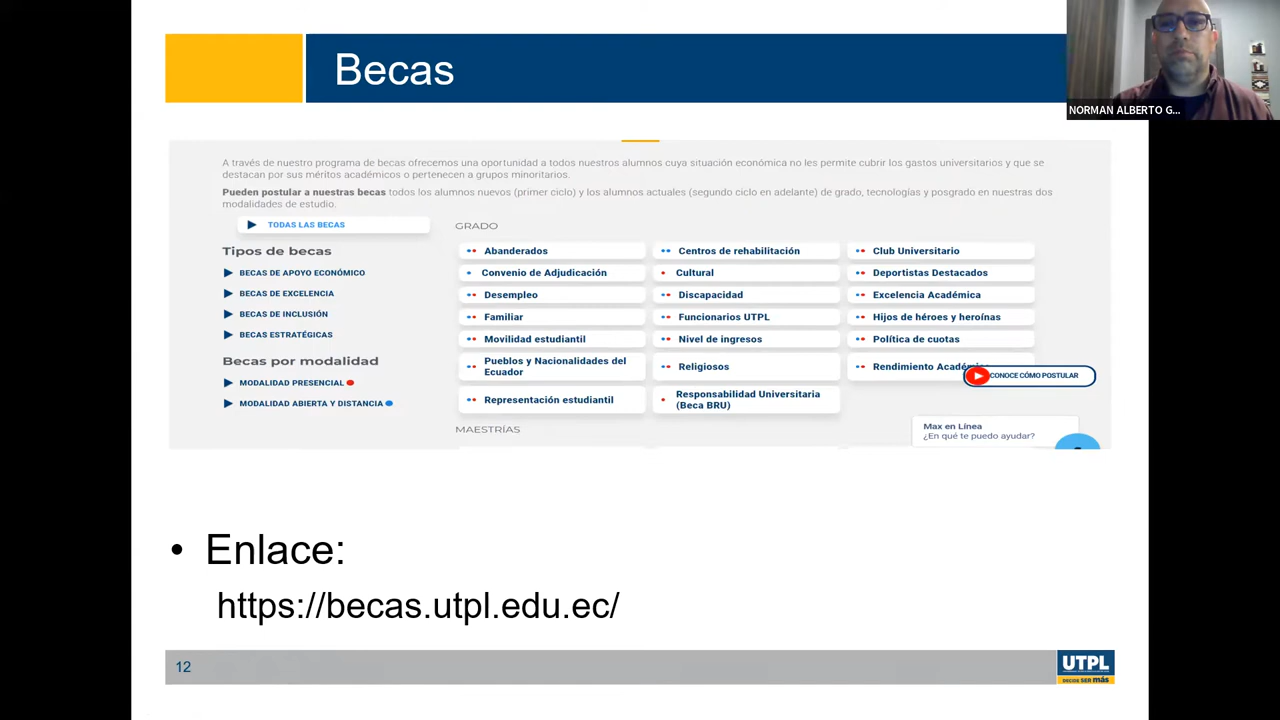 Becas
NORMAN ALBERTO G...
A través de nuestro programa de becas ofrecemos una oportunidad a todos nuestros alumnos cuya situación económica no les permite cubrir los gastos universitarios y que se
destacan por sus méritos académicos o pertenecen a grupos minoritarios.
Pueden postular a nuestras becas todos los alumnos nuevos (primer ciclo) y los alumnos actuales (segundo ciclo en adelante) de grado, tecnologías y posgrado en nuestras dos
modalidades de estudio.
TODAS LAS BECAS
Tipos de becas
BECAS DE APOYO ECONÓMICO
BECAS DE EXCELENCIA
BECAS DE INCLUSIÓN
BECAS ESTRATÉGICAS
Becas por modalidad
MODALIDAD PRESENCIAL
MODALIDAD ABIERTA Y DISTANCIA
GRADO
Abanderados
Centros de rehabilitación
Club Universitario
Convenio de Adjudicación
Cultural
Deportistas Destacados
Desempleo
Discapacidad
Excelencia Académica
Familiar
Funcionarios UTPL
Hijos de héroes y heroínas
Movilidad estudiantil
Nivel de ingresos
Política de cuotas
Pueblos y Nacionalidades del
Ecuador
Religiosos
Rendimiento
CONOCE CÓMO POSTULAR
Representación estudiantil
Responsabilidad Universitaria
(Beca BRU)
MAESTRÍAS
Max en Línea
¿En qué te puedo ayudar?
• Enlace:
https://becas.utpl.edu.ec/
12
UTPL
DECIDE SER más